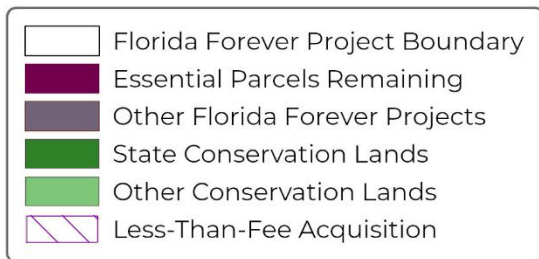 Florida Forever Project Boundary
Essential Parcels Remaining
Other Florida Forever Projects
State Conservation Lands
Other Conservation Lands
Less-Than-Fee Acquisition